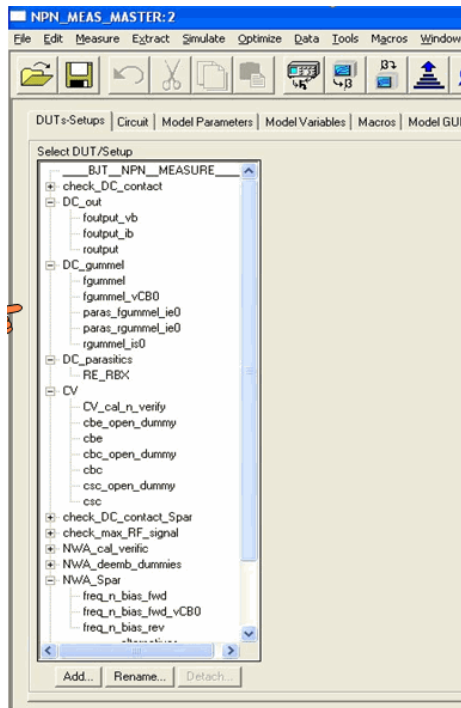 NPN_MEAS_MASTER:2
File Edit Measure Extract Simulate Optimize Data Tools Macros Window
DUTs-Setups Circuit Model Parameters Model Variables Macros Model GUI
Select DUT/Setup
____BJT__NPN__MEASURE____
check_DC_contact
DC_out
foutput_vb
foutput_ib
routput
DC_gummel
fgummel
fgummel_vCB0
paras_fgummel_ie0
paras_rgummel_ie0
rgummel_is0
DC_parasitics
RE_RBX
CV
CV_cal_n_verify
cbe_open_dummy
cbe
cbc_open_dummy
cbc
csc_open_dummy
csc
check_DC_contact_Spar
check_max_RF_signal
NWA_cal_verific
NWA_deemb_dummies
NWA_Spar
freq_n_bias_fwd
freq_n_bias_fwd_vCB0
freq_n_bias_rev
Add... Rename... Detach...